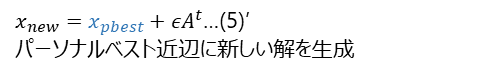 x_new = x_pbest + ϵA^t…(5)′
パーソナルベスト近辺に新しい解を生成